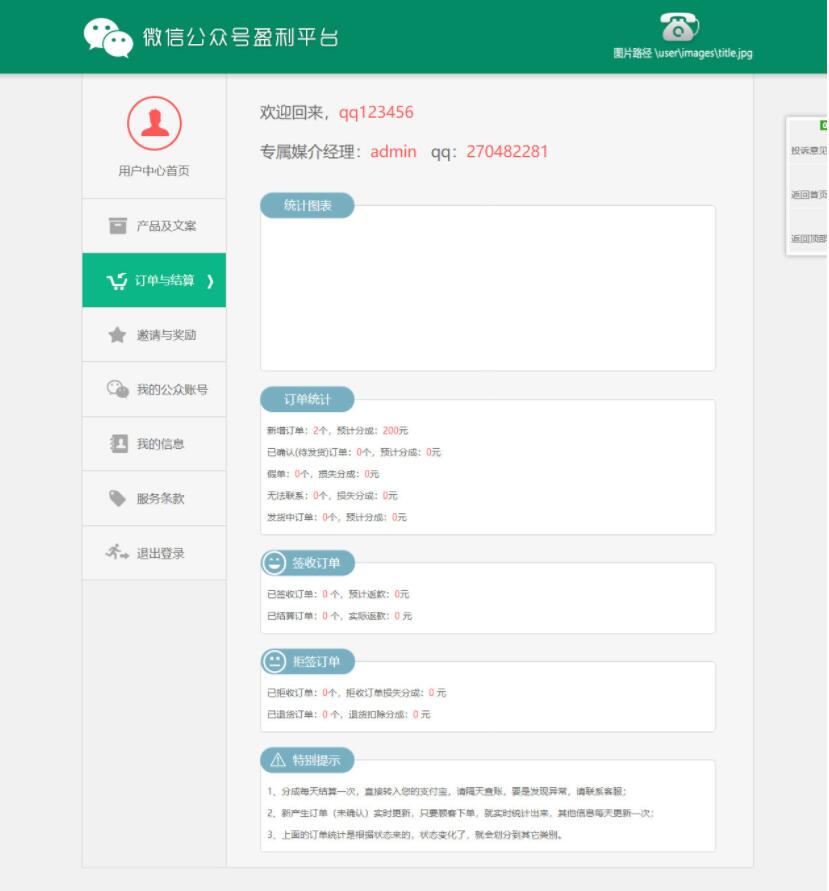 微信公众号盈利平台
图片路径 \user\images\title.jpg
用户中心首页
产品及文案
订单与结算
邀请与奖励
我的公众账号
我的信息
服务条款
退出登录
欢迎回来，qq123456
专属媒介经理：admin qq：270482281
统计图表
订单统计
新增订单：2个，预计分成：200元
已确认(待发货)订单：0个，预计分成：0元
假单：0个，损失分成：0元
无法联系：0个，损失分成：0元
发货中订单：0个，预计分成：0元
签收订单
已签收订单：0 个，预计返款：0元
已结算订单：0 个，实际返款：0 元
拒签订单
已拒收订单：0个，拒收订单损失分成：0 元
已退货订单：0 个，退货扣除分成：0 元
特别提示
1、分成每天结算一次，直接转入您的支付宝，请隔天查账，要是发现异常，请联系客服；
2、新产生订单（未确认）实时更新，只要顾客下单，就实时统计出来，其他信息每天更新一次；
3、上面的订单统计是根据状态来的，状态变化了，就会划分到其它类别。
投诉意见
返回首页
返回顶部